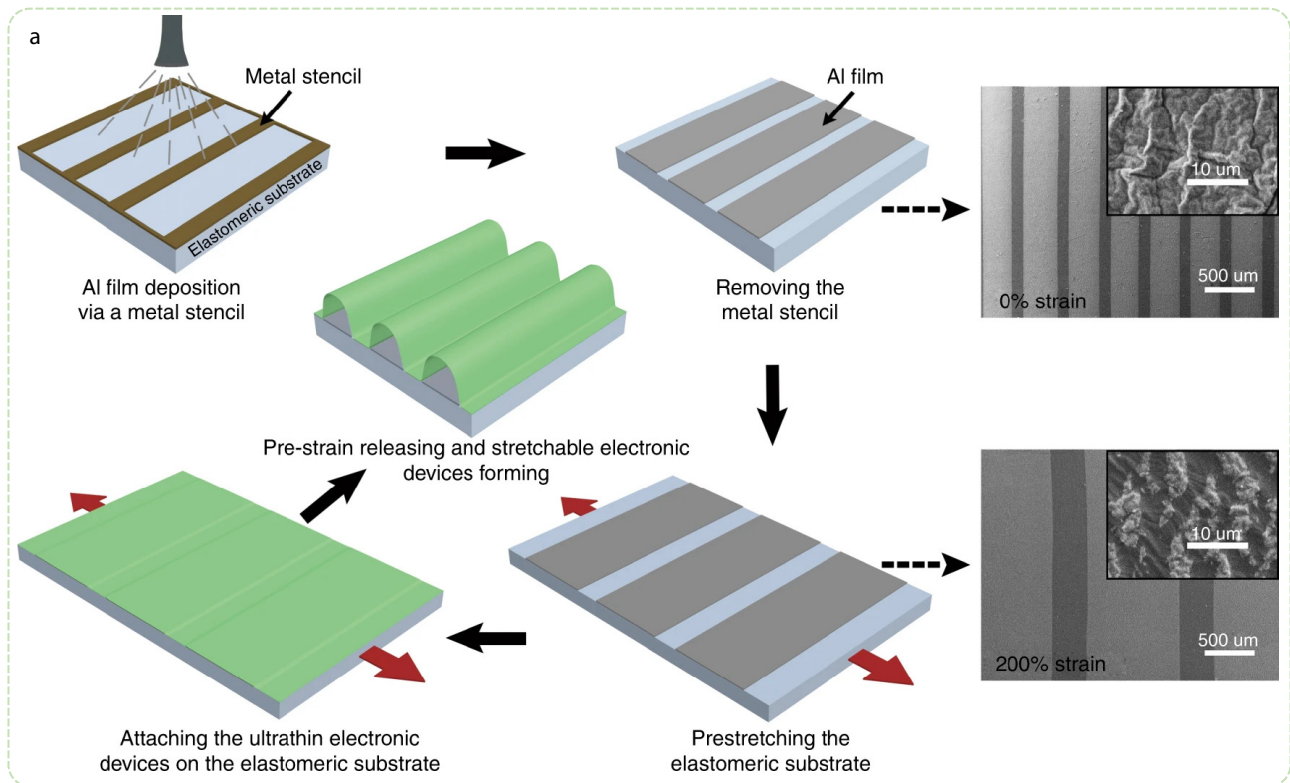 a
Metal stencil
Elastomeric substrate
Al film deposition
via a metal stencil
Al film
Removing the
metal stencil
10 um
500 um
0% strain
Pre-strain releasing and stretchable electronic
devices forming
10 um
500 um
200% strain
Attaching the ultrathin electronic
devices on the elastomeric substrate
Prestretching the
elastomeric substrate